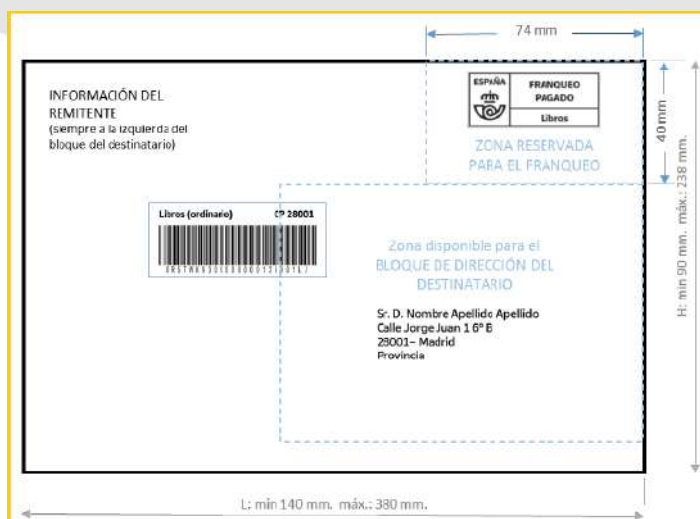 74 mm
INFORMACIÓN DEL
REMITENTE
(siempre a la izquierda del
bloque del destinatario)
ESPAÑA
FRANQUEO
PAGADO
Libros
ZONA RESERVADA
PARA EL FRANQUEO
40 mm
H: min 90 mm. máx.: 238 mm.
Libros (ordinario) CP 28001
Zona disponible para el
BLOQUE DE DIRECCIÓN DEL
DESTINATARIO
Sr. D. Nombre Apellido Apellido
Calle Jorge Juan 1 6º B
28001– Madrid
Provincia
L: min 140 mm. máx.: 380 mm.